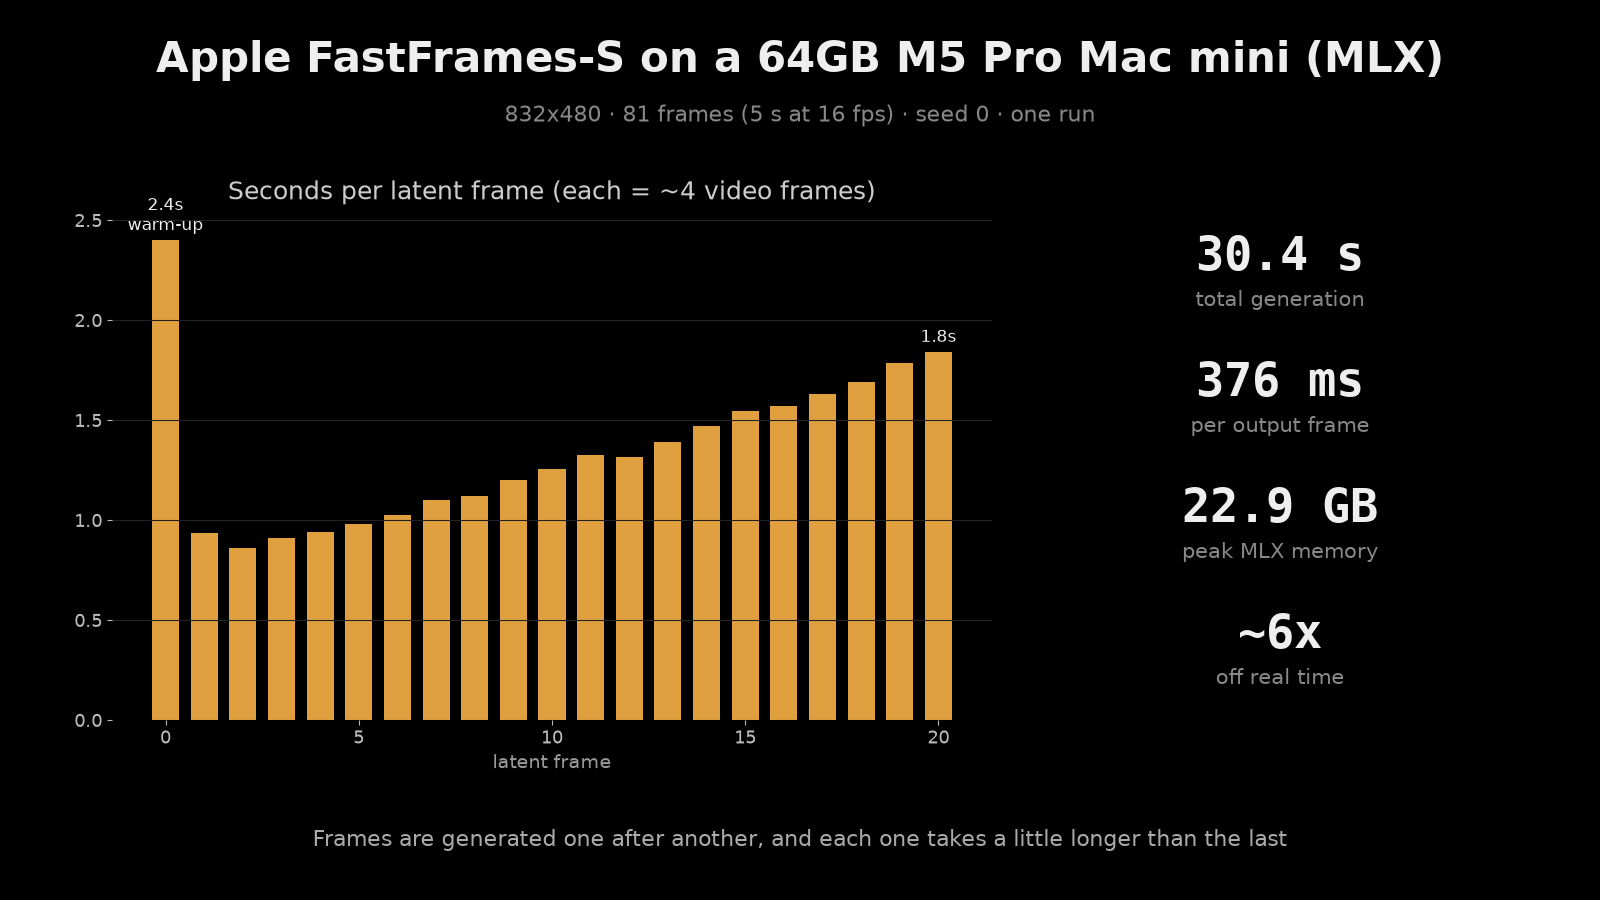 Apple FastFrames-S on a 64GB M5 Pro Mac mini (MLX)
832x480 · 81 frames (5 s at 16 fps) · seed 0 · one run
Seconds per latent frame (each = ~4 video frames)
2.4s
warm-up
1.8s
2.5
2.0
1.5
1.0
0.5
0.0
0
5
10
15
20
latent frame
30.4 s
total generation
376 ms
per output frame
22.9 GB
peak MLX memory
~6x
off real time
Frames are generated one after another, and each one takes a little longer than the last